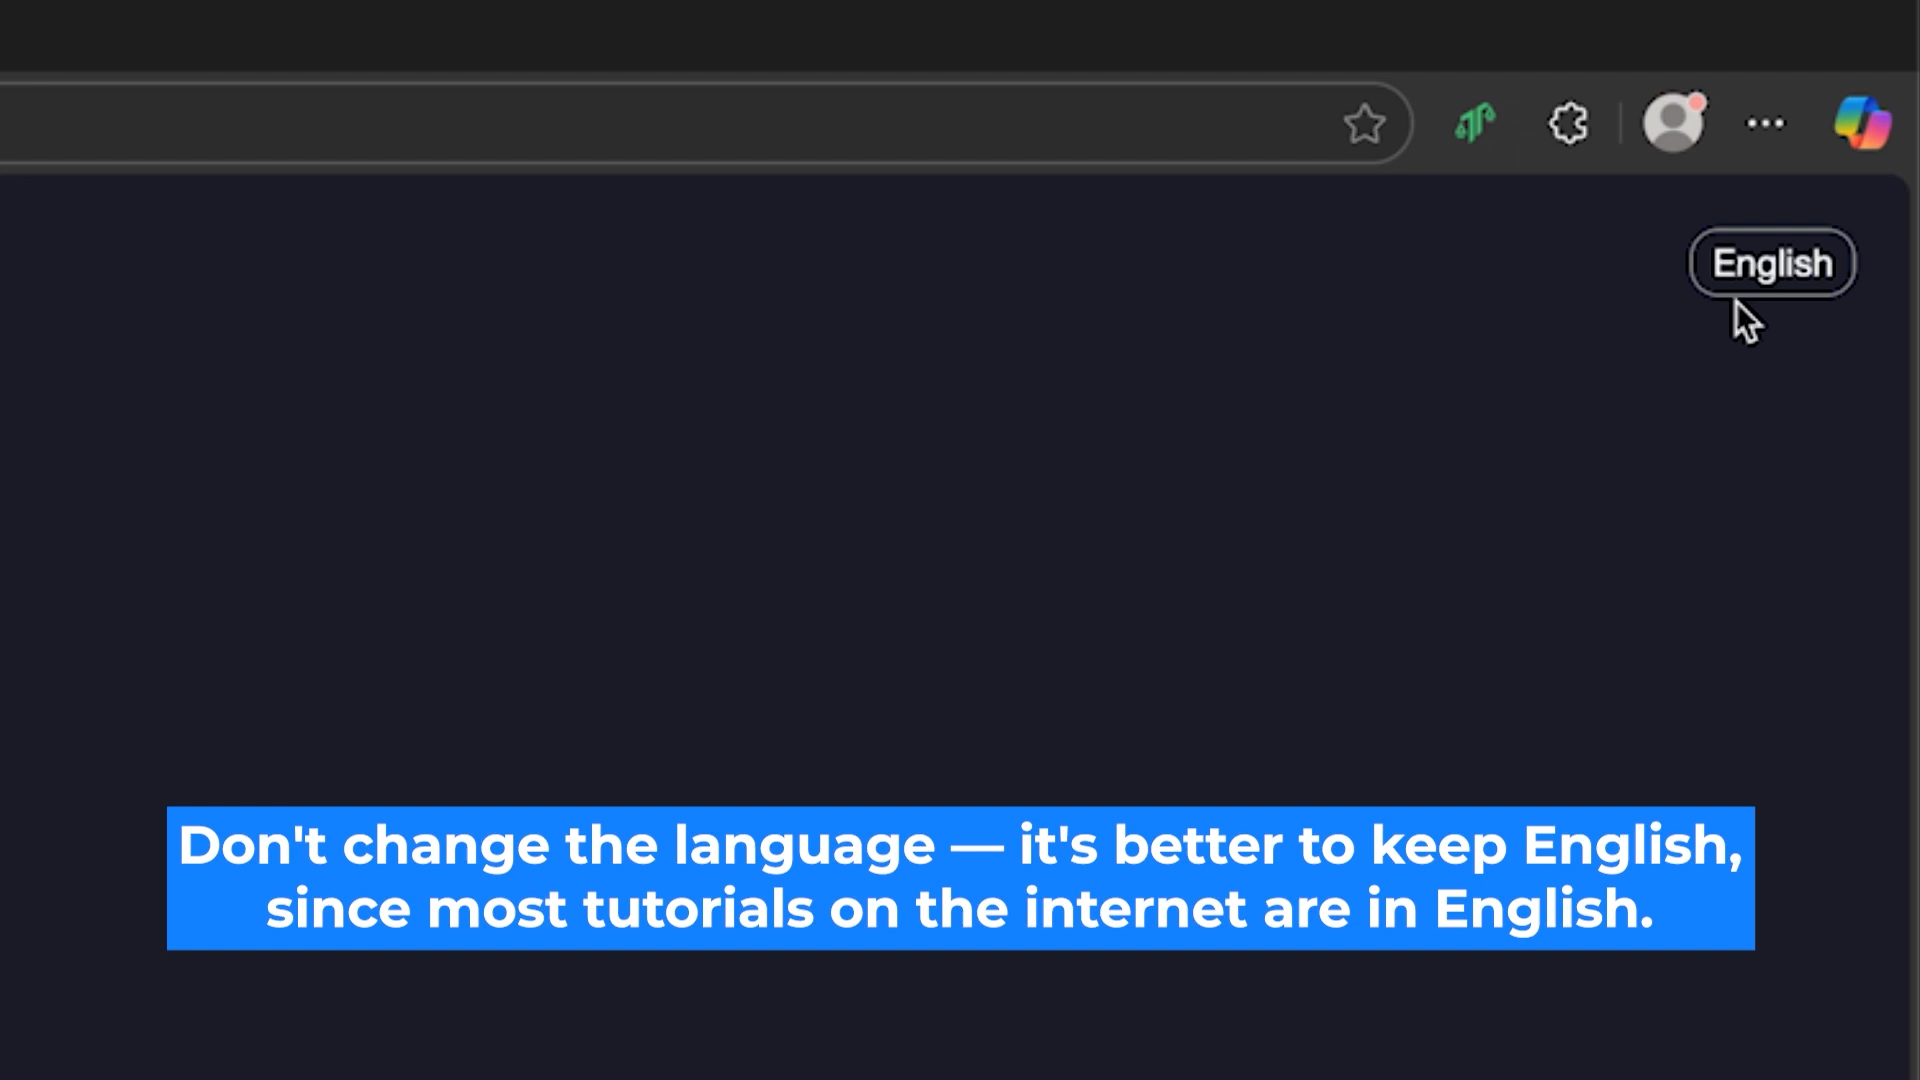 English
Don't change the language — it's better to keep English,
since most tutorials on the internet are in English.